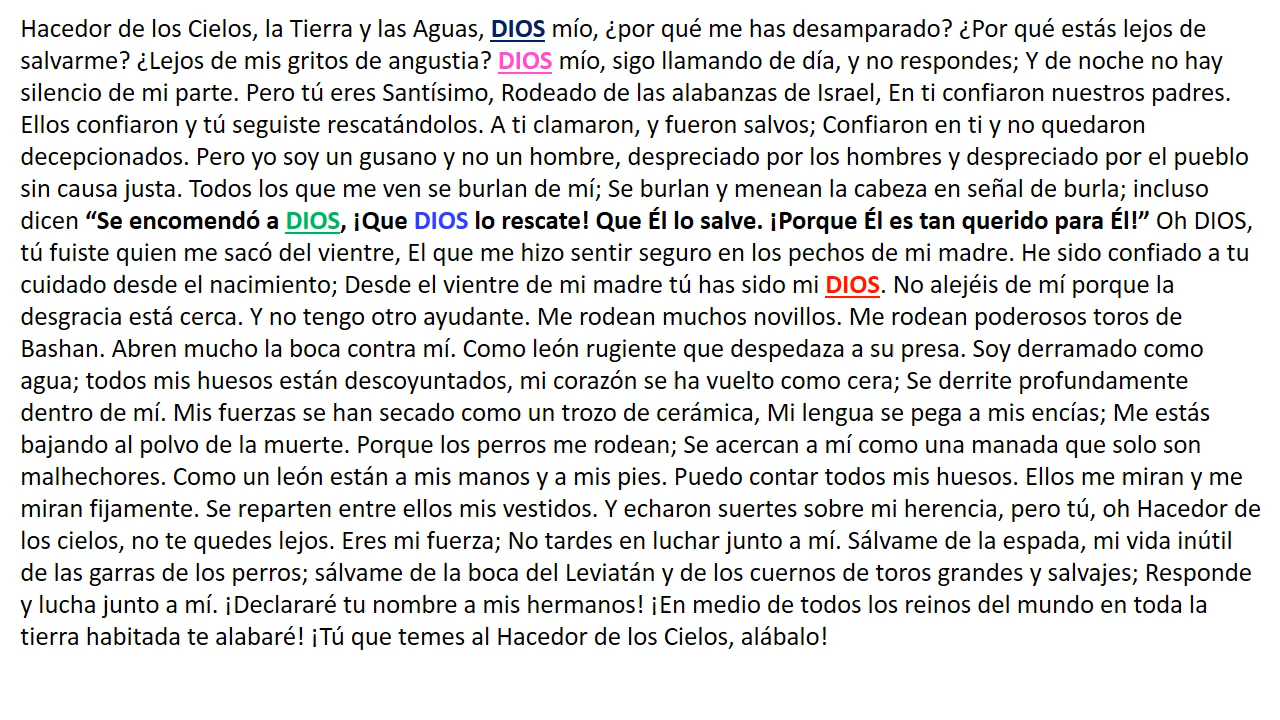 Hacedor de los Cielos, la Tierra y las Aguas, DIOS mío, ¿por qué me has desamparado? ¿Por qué estás lejos de
salvarme? ¿Lejos de mis gritos de angustia? DIOS mío, sigo llamando de día, y no respondes; Y de noche no hay
silencio de mi parte. Pero tú eres Santísimo, Rodeado de las alabanzas de Israel, En ti confiaron nuestros padres.
Ellos confiaron y tú seguiste rescatándolos. A ti clamaron, y fueron salvos; Confiaron en ti y no quedaron
decepcionados. Pero yo soy un gusano y no un hombre, despreciado por los hombres y despreciado por el pueblo
sin causa justa. Todos los que me ven se burlan de mí; Se burlan y menean la cabeza en señal de burla; incluso
dicen “Se encomendó a DIOS, ¡Que DIOS lo rescate! Que Él lo salve. ¡Porque Él es tan querido para Él!” Oh DIOS,
tú fuiste quien me sacó del vientre, El que me hizo sentir seguro en los pechos de mi madre. He sido confiado a tu
cuidado desde el nacimiento; Desde el vientre de mi madre tú has sido mi DIOS. No alejéis de mí porque la
desgracia está cerca. Y no tengo otro ayudante. Me rodean muchos novillos. Me rodean poderosos toros de
Bashan. Abren mucho la boca contra mí. Como león rugiente que despedaza a su presa. Soy derramado como
agua; todos mis huesos están descoyuntados, mi corazón se ha vuelto como cera; Se derrite profundamente
dentro de mí. Mis fuerzas se han secado como un trozo de cerámica, Mi lengua se pega a mis encías; Me estás
bajando al polvo de la muerte. Porque los perros me rodean; Se acercan a mí como una manada que solo son
malhechores. Como un león están a mis manos y a mis pies. Puedo contar todos mis huesos. Ellos me miran y me
miran fijamente. Se reparten entre ellos mis vestidos. Y echaron suertes sobre mi herencia, pero tú, oh Hacedor de
los cielos, no te quedes lejos. Eres mi fuerza; No tardes en luchar junto a mí. Sálvame de la espada, mi vida inútil
de las garras de los perros; sálvame de la boca del Leviatán y de los cuernos de toros grandes y salvajes; Responde
y lucha junto a mí. ¡Declararé tu nombre a mis hermanos! ¡En medio de todos los reinos del mundo en toda la
tierra habitada te alabaré! ¡Tú que temes al Hacedor de los Cielos, alábalo!